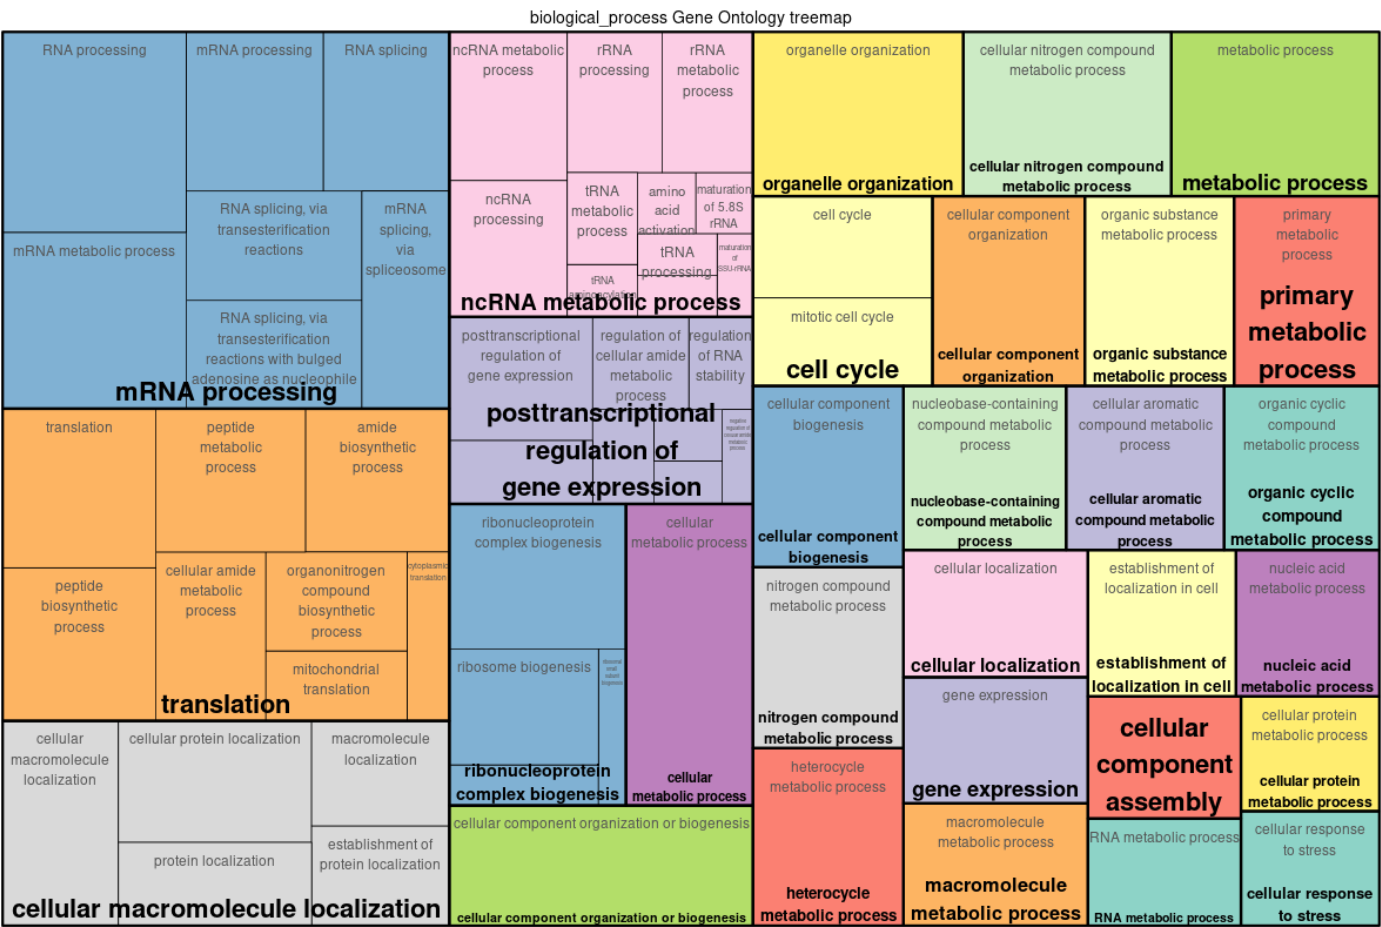 biological_process Gene Ontology treemap
RNA processing
mRNA processing
RNA splicing
mRNA metabolic process
RNA splicing, via
transesterification
reactions
mRNA
splicing,
via
spliceosome
RNA splicing, via
transesterification
reactions with bulged
adenosine as nucleophile
mRNA processing
translation
peptide
metabolic
process
amide
biosynthetic
process
peptide
biosynthetic
process
cellular amide
metabolic
process
organonitrogen
compound
biosynthetic
process
cytoplasmic
translation
mitochondrial
translation
translation
cellular
macromolecule
localization
cellular protein localization
macromolecule
localization
protein localization
establishment of
protein localization
cellular macromolecule localization
ncRNA metabolic
process
rRNA
processing
rRNA
metabolic
process
ncRNA
processing
tRNA
metabolic
process
amino
acid
activation
maturation
of 5.8S
rRNA
tRNA
processing
maturation
of
SSU-rRNA
tRNA
aminoacylation
ncRNA metabolic process
posttranscriptional
regulation of
gene expression
regulation of
cellular amide
metabolic
process
regulation
of RNA
stability
posttranscriptional
regulation of
gene expression
ribonucleoprotein
complex biogenesis
ribosome biogenesis
ribonucleoprotein
complex biogenesis
cellular
metabolic process
cellular
metabolic process
cellular component organization or biogenesis
cellular component organization or biogenesis
organelle organization
organelle organization
cellular nitrogen compound
metabolic process
cellular nitrogen compound
metabolic process
metabolic process
metabolic process
cell cycle
mitotic cell cycle
cell cycle
cellular component
organization
cellular component
organization
organic substance
metabolic process
organic substance
metabolic process
primary
metabolic
process
primary
metabolic
process
cellular component
biogenesis
cellular component
biogenesis
nucleobase-containing
compound metabolic
process
nucleobase-containing
compound metabolic
process
cellular aromatic
compound metabolic
process
cellular aromatic
compound metabolic
process
organic cyclic
compound
metabolic process
organic cyclic
compound
metabolic process
nitrogen compound
metabolic process
nitrogen compound
metabolic process
cellular localization
cellular localization
establishment of
localization in cell
establishment of
localization in cell
nucleic acid
metabolic process
nucleic acid
metabolic process
gene expression
gene expression
cellular
component
assembly
cellular protein
metabolic process
cellular protein
metabolic process
heterocycle
metabolic process
heterocycle
metabolic process
macromolecule
metabolic process
macromolecule
metabolic process
RNA metabolic process
RNA metabolic process
cellular response
to stress
cellular response
to stress